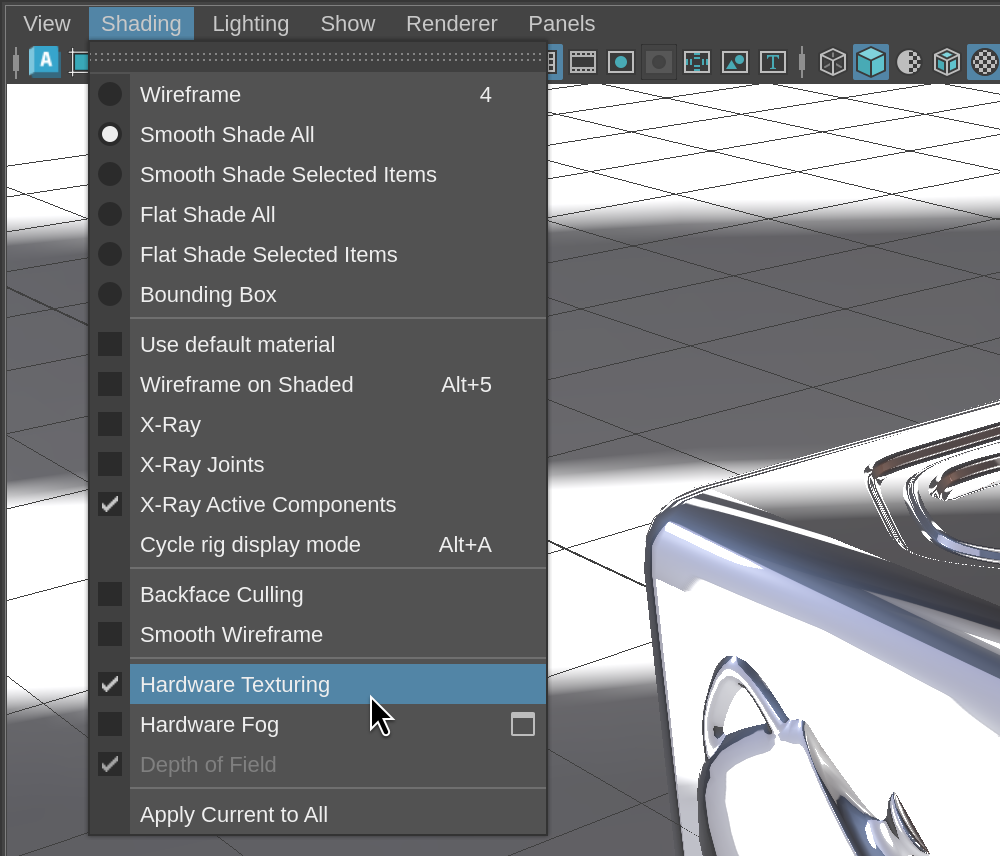 View Shading Lighting Show Renderer Panels
A T
Wireframe 4
Smooth Shade All
Smooth Shade Selected Items
Flat Shade All
Flat Shade Selected Items
Bounding Box
Use default material
Wireframe on Shaded Alt+5
X-Ray
X-Ray Joints
X-Ray Active Components
Cycle rig display mode Alt+A
Backface Culling
Smooth Wireframe
Hardware Texturing
Hardware Fog
Depth of Field
Apply Current to All